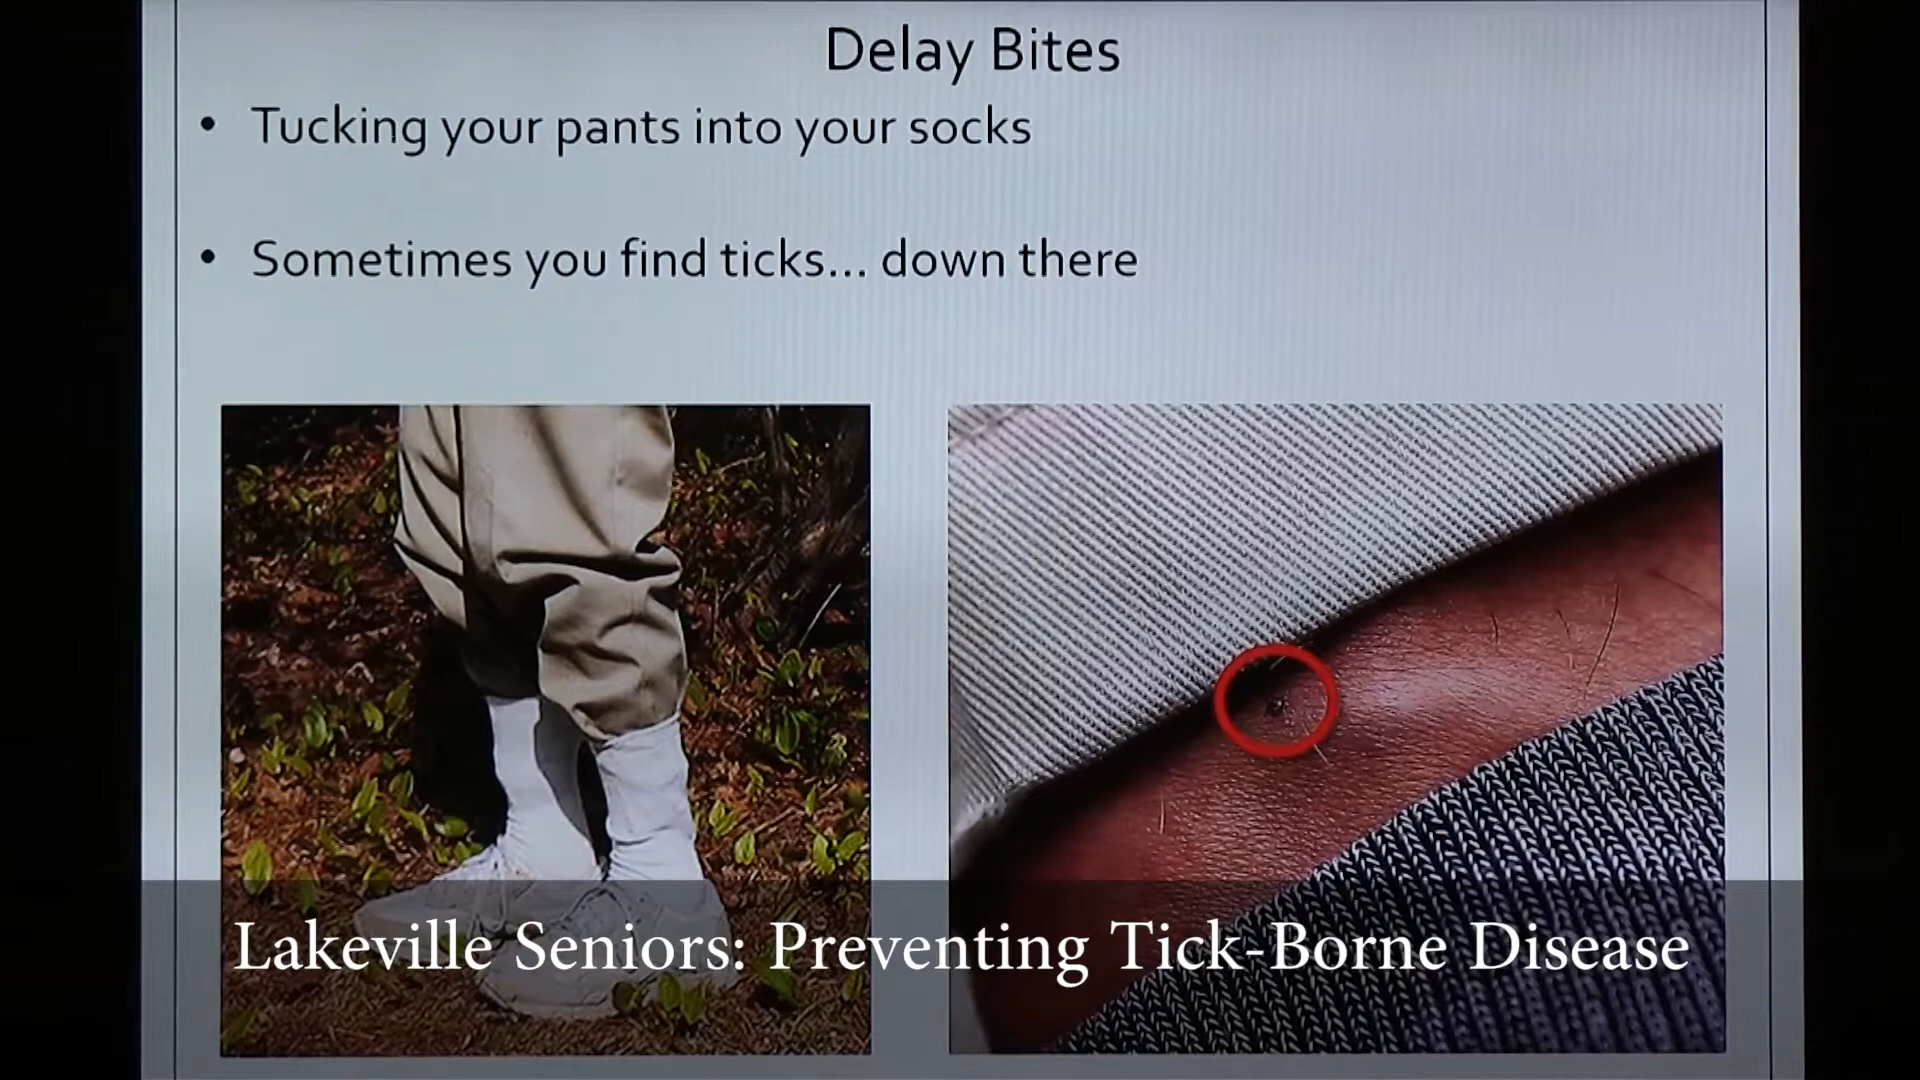 Delay Bites
• Tucking your pants into your socks
• Sometimes you find ticks... down there
Lakeville Seniors: Preventing Tick-Borne Disease